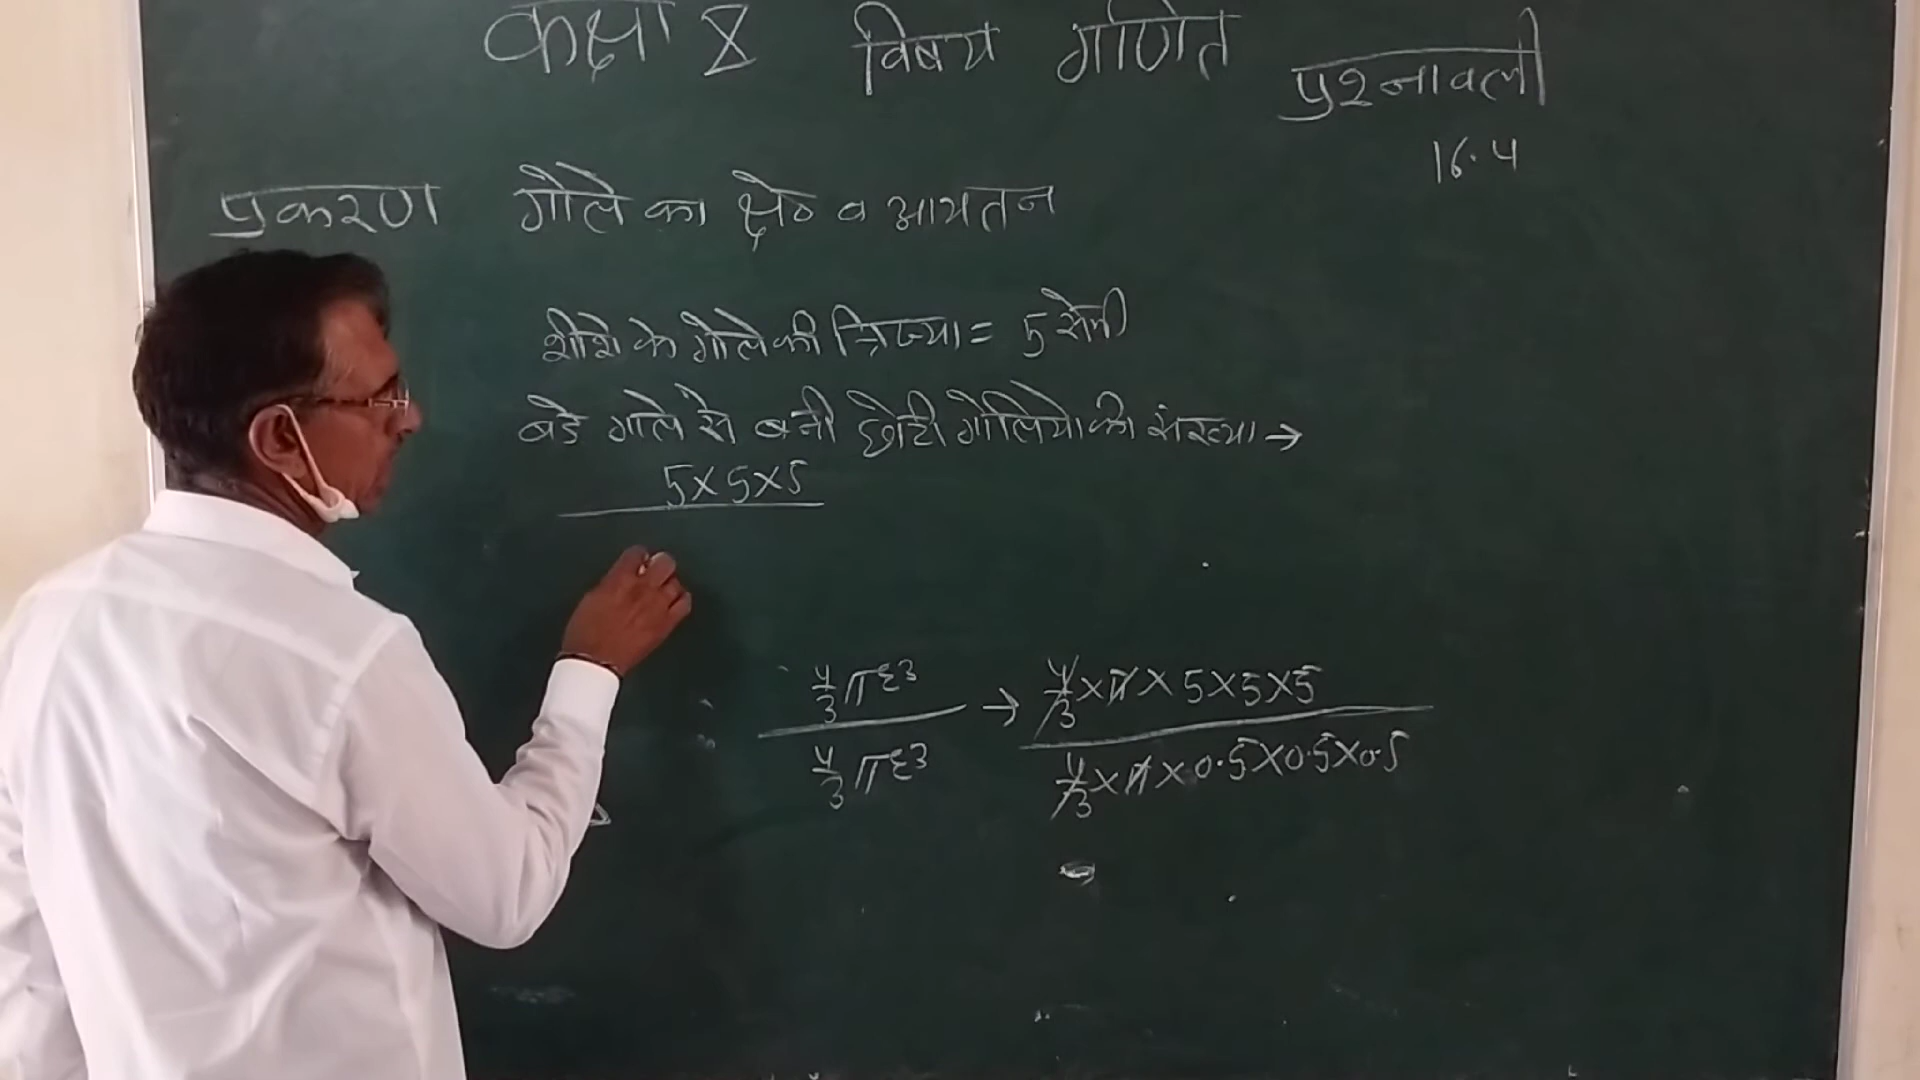 कक्षा 8 विषय गणित
प्रश्नावली
16.4
प्रकरण गोले का क्षेत्र व आयतन
शीशे के गोले की त्रिज्या = 5 सेमी
बडे गोले से बनी छोटी गोलियो की संख्या →
5×5×5
4/3 πr³ → 4/3 × π × 5×5×5
4/3 πr³ 4/3 × π × 0.5×0.5×0.5